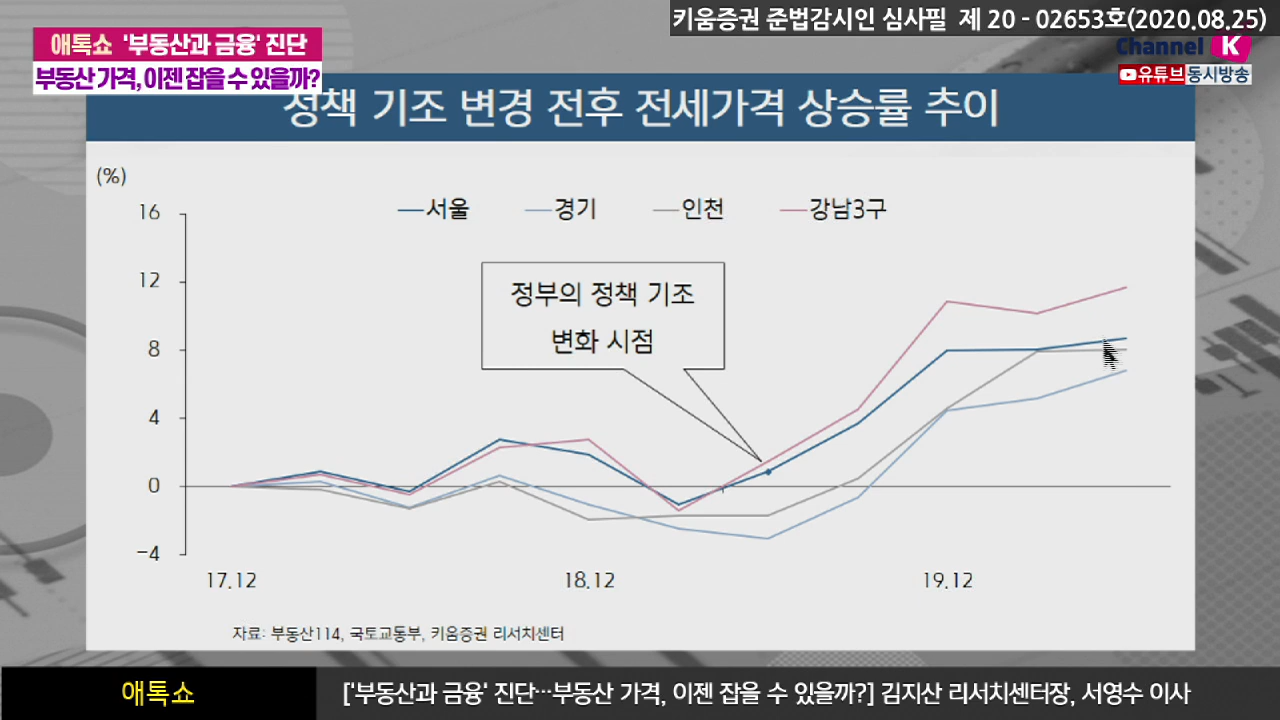 키움증권 준법감시인 심사필 제 20 - 02653호(2020.08.25)
애톡쇼 '부동산과 금융' 진단
부동산 가격, 이젠 잡을 수 있을까?
Channel K
유튜브동시방송
정책 기조 변경 전후 전세가격 상승률 추이
(%)
서울 경기 인천 강남3구
16
12
8
4
0
-4
정부의 정책 기조
변화 시점
17.12 18.12 19.12
자료: 부동산114, 국토교통부, 키움증권 리서치센터
애톡쇼
['부동산과 금융' 진단…부동산 가격, 이젠 잡을 수 있을까?] 김지산 리서치센터장, 서영수 이사